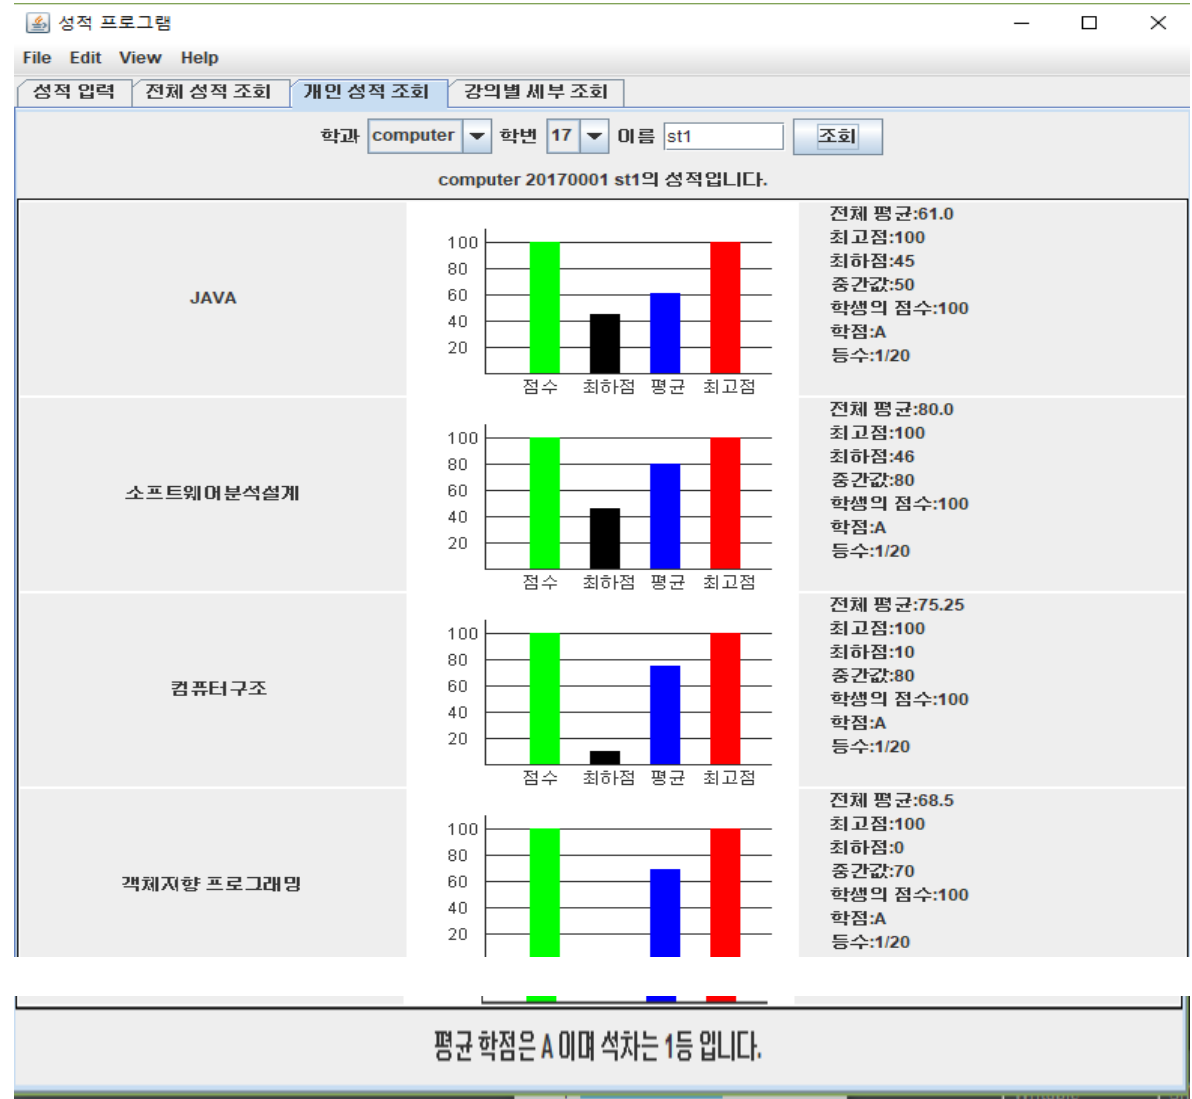 성적 프로그램
File Edit View Help
성적 입력 전체 성적 조회 개인 성적 조회 강의별 세부 조회
학과 computer 학번 17 이름 st1 조회
computer 20170001 st1의 성적입니다.
JAVA
100
80
60
40
20
점수 최하점 평균 최고점
전체 평균:61.0
최고점:100
최하점:45
중간값:50
학생의 점수:100
학점:A
등수:1/20
소프트웨어분석설계
100
80
60
40
20
점수 최하점 평균 최고점
전체 평균:80.0
최고점:100
최하점:46
중간값:80
학생의 점수:100
학점:A
등수:1/20
컴퓨터구조
100
80
60
40
20
점수 최하점 평균 최고점
전체 평균:75.25
최고점:100
최하점:10
중간값:80
학생의 점수:100
학점:A
등수:1/20
객체지향 프로그래밍
100
80
60
40
20
전체 평균:68.5
최고점:100
최하점:0
중간값:70
학생의 점수:100
학점:A
등수:1/20
평균 학점은 A 이며 석차는 1등 입니다.